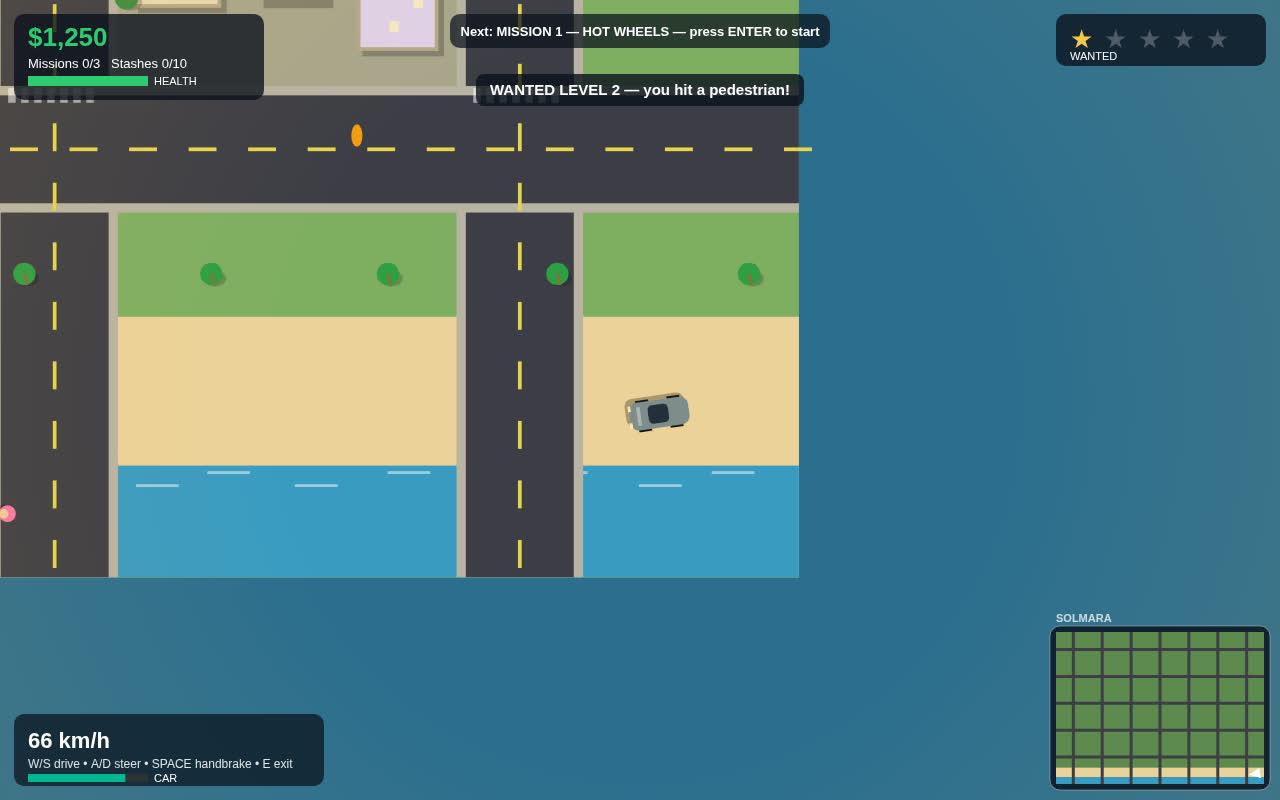 $1,250
Missions 0/3 Stashes 0/10
HEALTH
Next: MISSION 1 — HOT WHEELS — press ENTER to start
WANTED LEVEL 2 — you hit a pedestrian!
WANTED
SOLMARA
66 km/h
W/S drive • A/D steer • SPACE handbrake • E exit
CAR